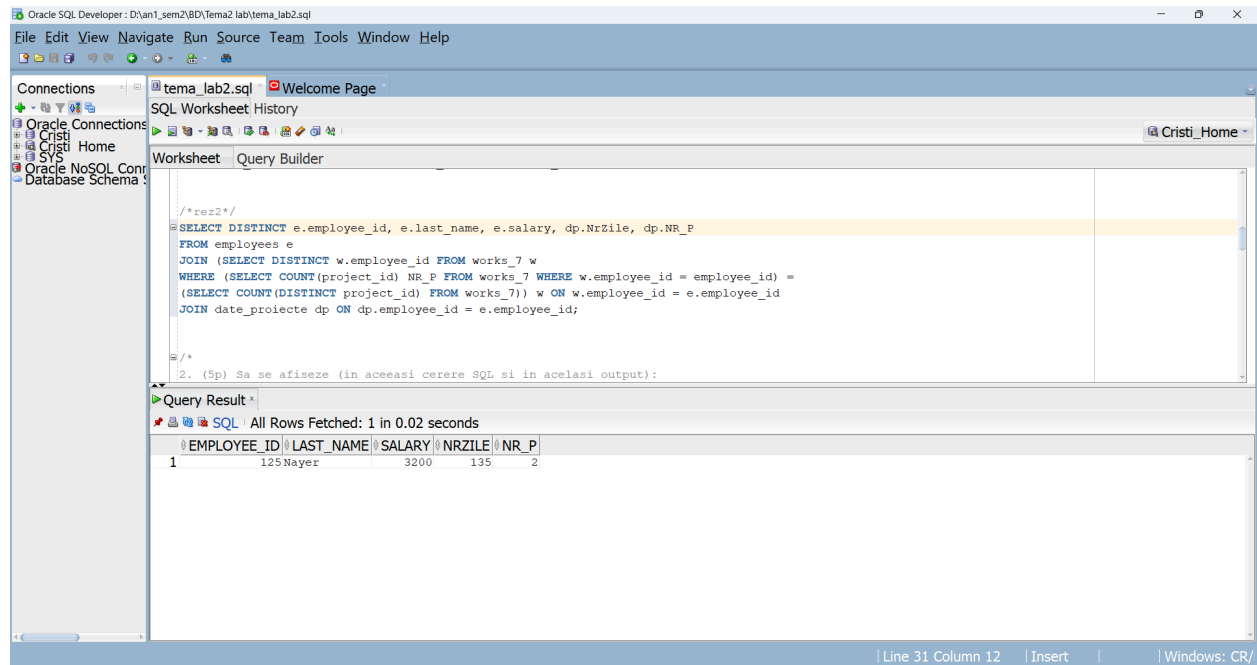 Oracle SQL Developer : D:\an1_sem2\BD\Tema2 lab\tema_lab2.sql
File Edit View Navigate Run Source Team Tools Window Help
Connections
tema_lab2.sql
Welcome Page
SQL Worksheet History
Oracle Connections
Cristi
Cristi_Home
SYS
Oracle NoSQL Conr
Database Schema S
Cristi_Home
Worksheet Query Builder
/*rez2*/
SELECT DISTINCT e.employee_id, e.last_name, e.salary, dp.NrZile, dp.NR_P
FROM employees e
JOIN (SELECT DISTINCT w.employee_id FROM works_7 w
WHERE (SELECT COUNT(project_id) NR_P FROM works_7 WHERE w.employee_id = employee_id) =
(SELECT COUNT(DISTINCT project_id) FROM works_7)) w ON w.employee_id = e.employee_id
JOIN date_proiecte dp ON dp.employee_id = e.employee_id;
/*
2. (5p) Sa se afiseze (in aceeasi cerere SQL si in acelasi output):
Query Result
SQL All Rows Fetched: 1 in 0.02 seconds
EMPLOYEE_ID LAST_NAME SALARY NRZILE NR_P
1 125 Nayer 3200 135 2
Line 31 Column 12 Insert Windows: CR/